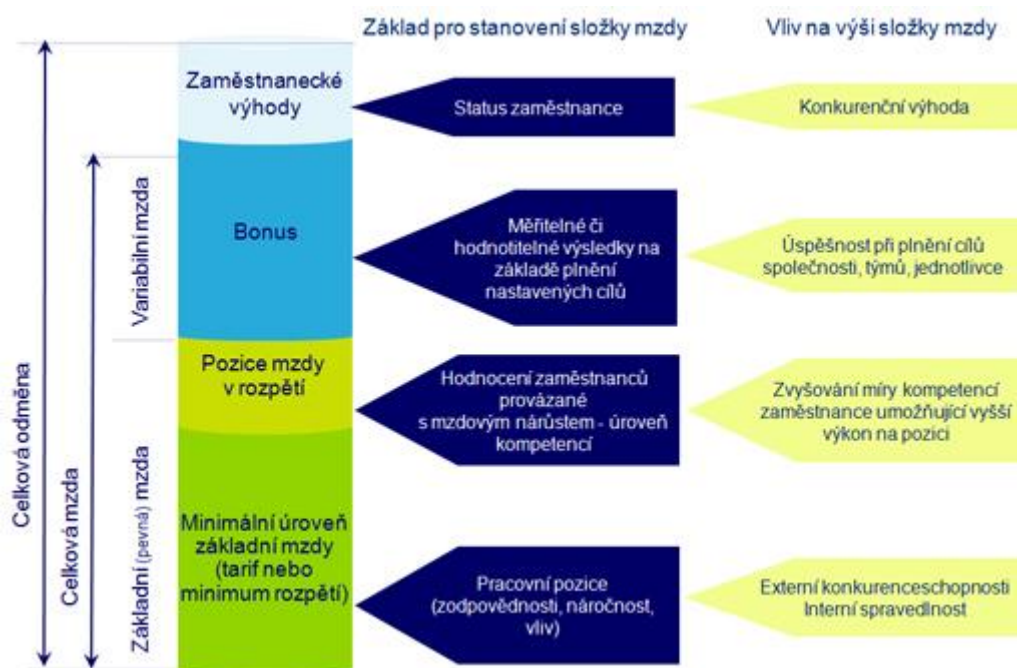 Základ pro stanovení složky mzdy
Vliv na výši složky mzdy
Zaměstnanecké
výhody
Status zaměstnance
Konkurenční výhoda
Bonus
Měřitelné či
hodnotitelné výsledky na
základě plnění
nastavených cílů
Úspěšnost při plnění cílů
společnosti, týmů, jednotlivce
Pozice mzdy
v rozpětí
Hodnocení zaměstnanců
provázané
s mzdovým nárůstem - úroveň
kompetencí
Zvyšování míry kompetencí
zaměstnance umožňující vyšší
výkon na pozici
Minimální úroveň
základní mzdy
(tarif nebo
minimum rozpětí)
Pracovní pozice
(zodpovědnosti, náročnost,
vliv)
Externí konkurenceschopnosti
Interní spravedlnost
Celková odměna
Celková mzda
Variabilní mzda
Základní (pevná) mzda